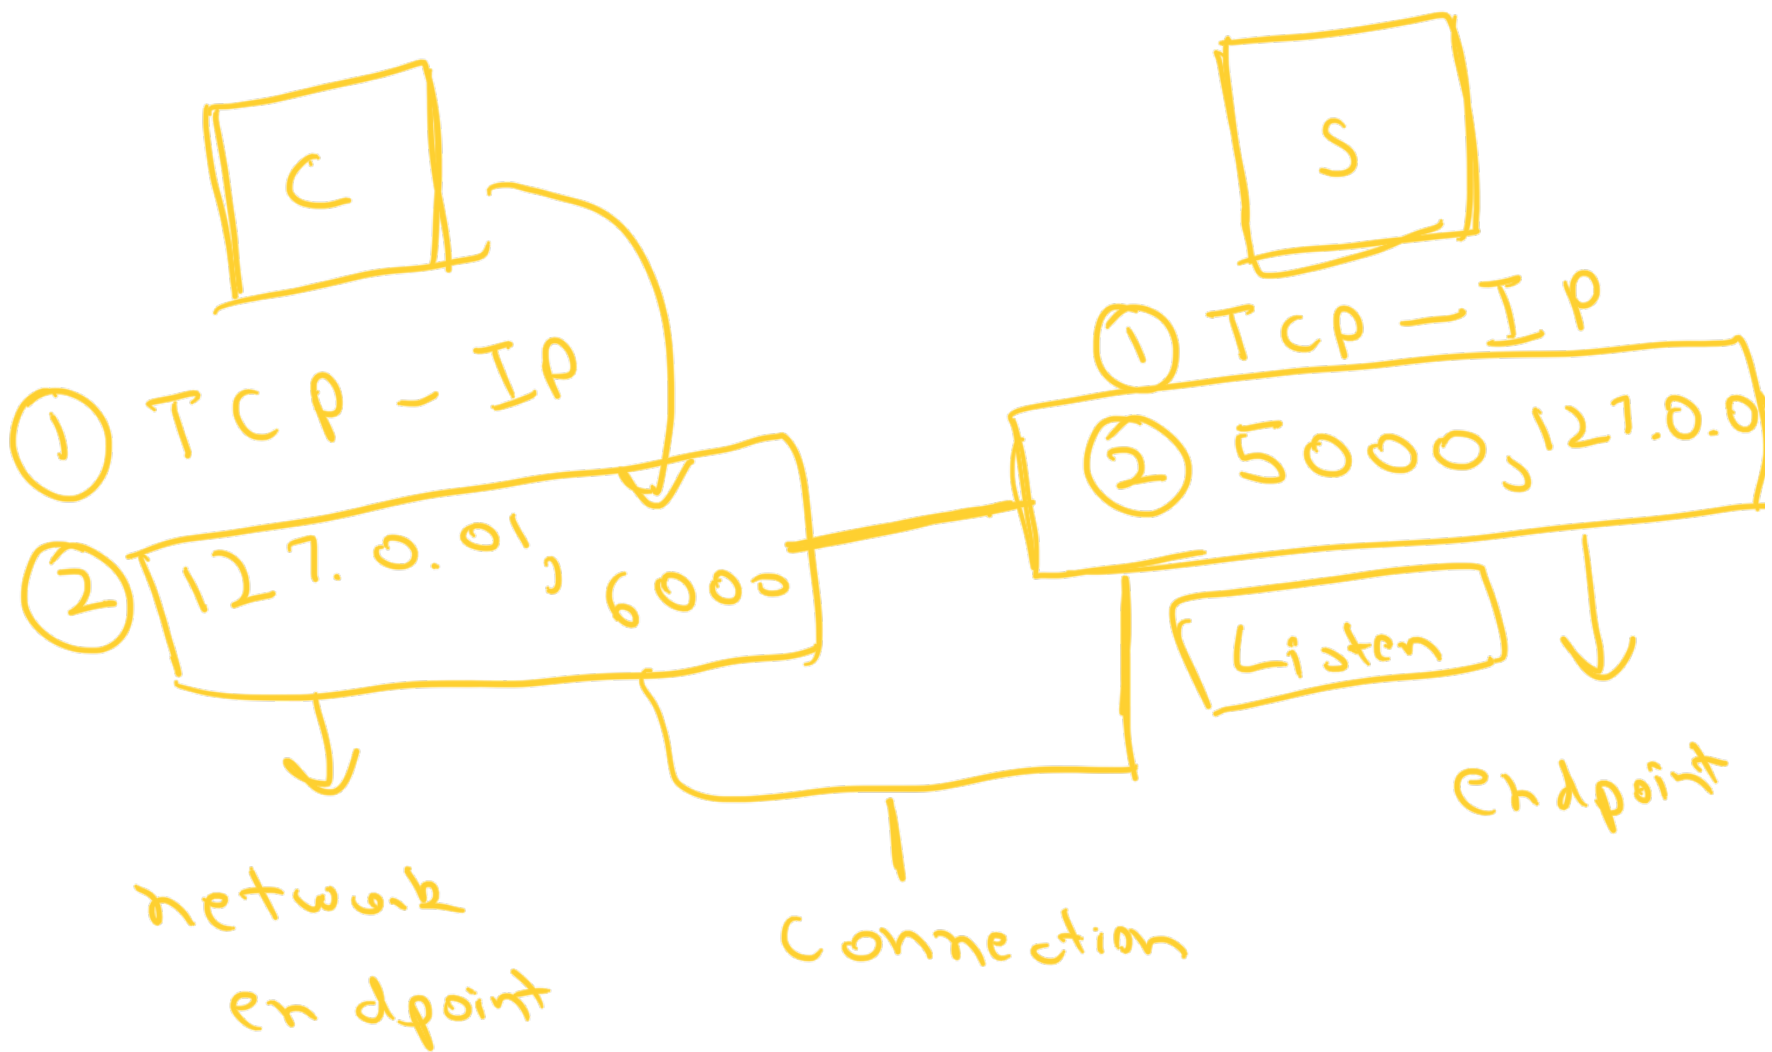 C
① TCP-IP
② 127.0.01, 6000
network
endpoint
S
① TCP-IP
② 5000, 127.0.0
Listen
endpoint
Connection